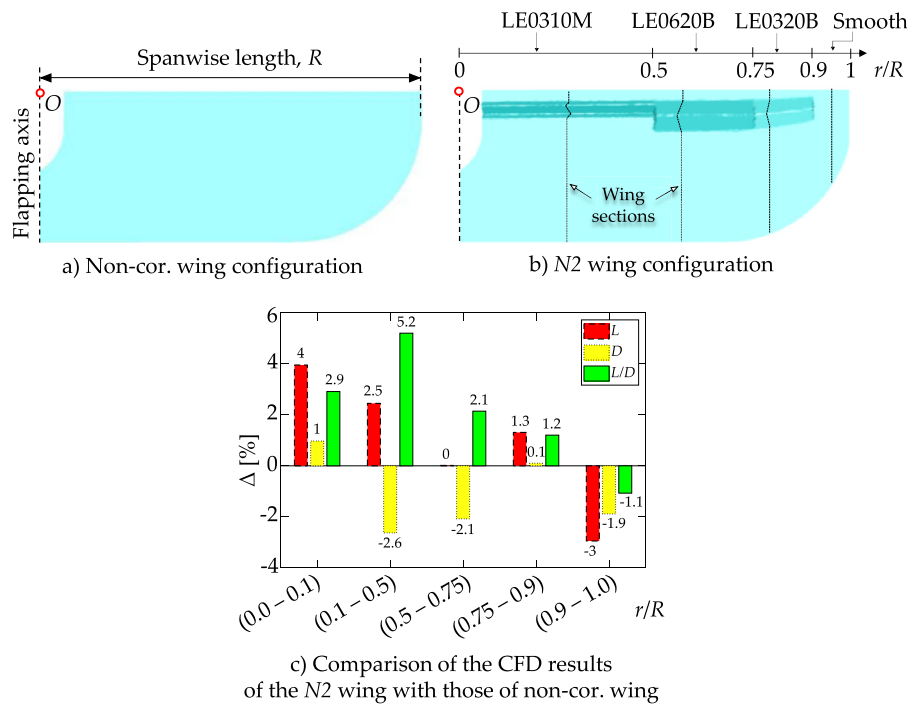 LE0310M LE0620B LE0320B Smooth
0 0.5 0.75 0.9 1 r/R
Spanwise length, R
O
Flapping axis
O
Wing
sections
a) Non-cor. wing configuration
b) N2 wing configuration
6
4
2
0
-2
-4
Δ [%]
L
D
L/D
4
1
2.9
2.5
-2.6
5.2
0
-2.1
2.1
1.3
0.1
1.2
-3
-1.9
-1.1
(0.0 – 0.1)
(0.1 – 0.5)
(0.5 – 0.75)
(0.75 – 0.9)
(0.9 – 1.0)
r/R
c) Comparison of the CFD results
of the N2 wing with those of non-cor. wing